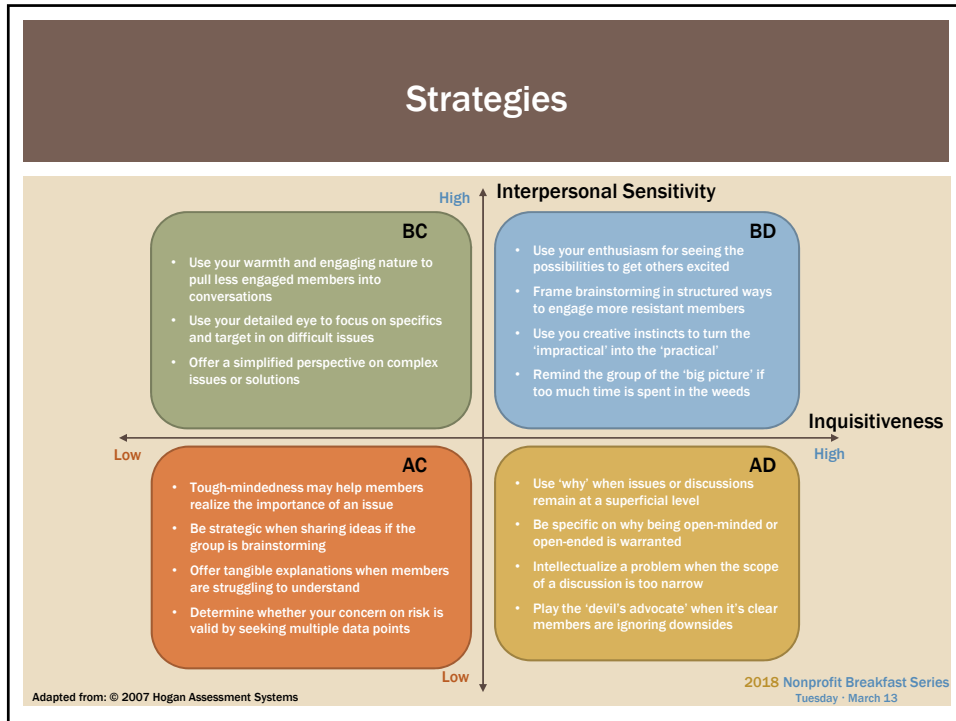 Strategies
High
Interpersonal Sensitivity
BC
• Use your warmth and engaging nature to
pull less engaged members into
conversations
• Use your detailed eye to focus on specifics
and target in on difficult issues
• Offer a simplified perspective on complex
issues or solutions
BD
• Use your enthusiasm for seeing the
possibilities to get others excited
• Frame brainstorming in structured ways
to engage more resistant members
• Use you creative instincts to turn the
‘impractical’ into the ‘practical’
• Remind the group of the ‘big picture’ if
too much time is spent in the weeds
Inquisitiveness
Low
High
AC
• Tough-mindedness may help members
realize the importance of an issue
• Be strategic when sharing ideas if the
group is brainstorming
• Offer tangible explanations when members
are struggling to understand
• Determine whether your concern on risk is
valid by seeking multiple data points
AD
• Use ‘why’ when issues or discussions
remain at a superficial level
• Be specific on why being open-minded or
open-ended is warranted
• Intellectualize a problem when the scope
of a discussion is too narrow
• Play the ‘devil’s advocate’ when it’s clear
members are ignoring downsides
Low
Adapted from: © 2007 Hogan Assessment Systems
2018 Nonprofit Breakfast Series
Tuesday · March 13